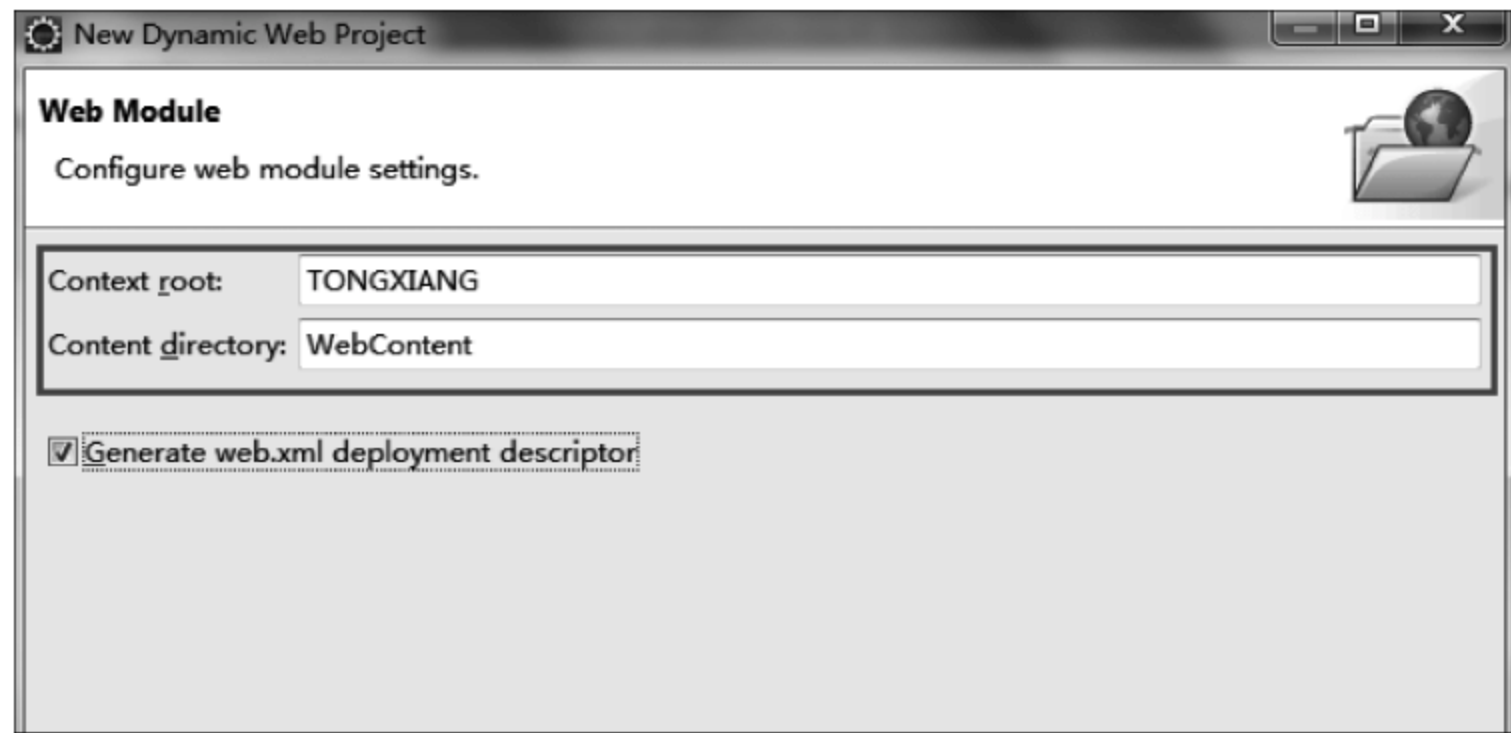 New Dynamic Web Project
Web Module
Configure web module settings.
Context root: TONGXIANG
Content directory: WebContent
Generate web.xml deployment descriptor